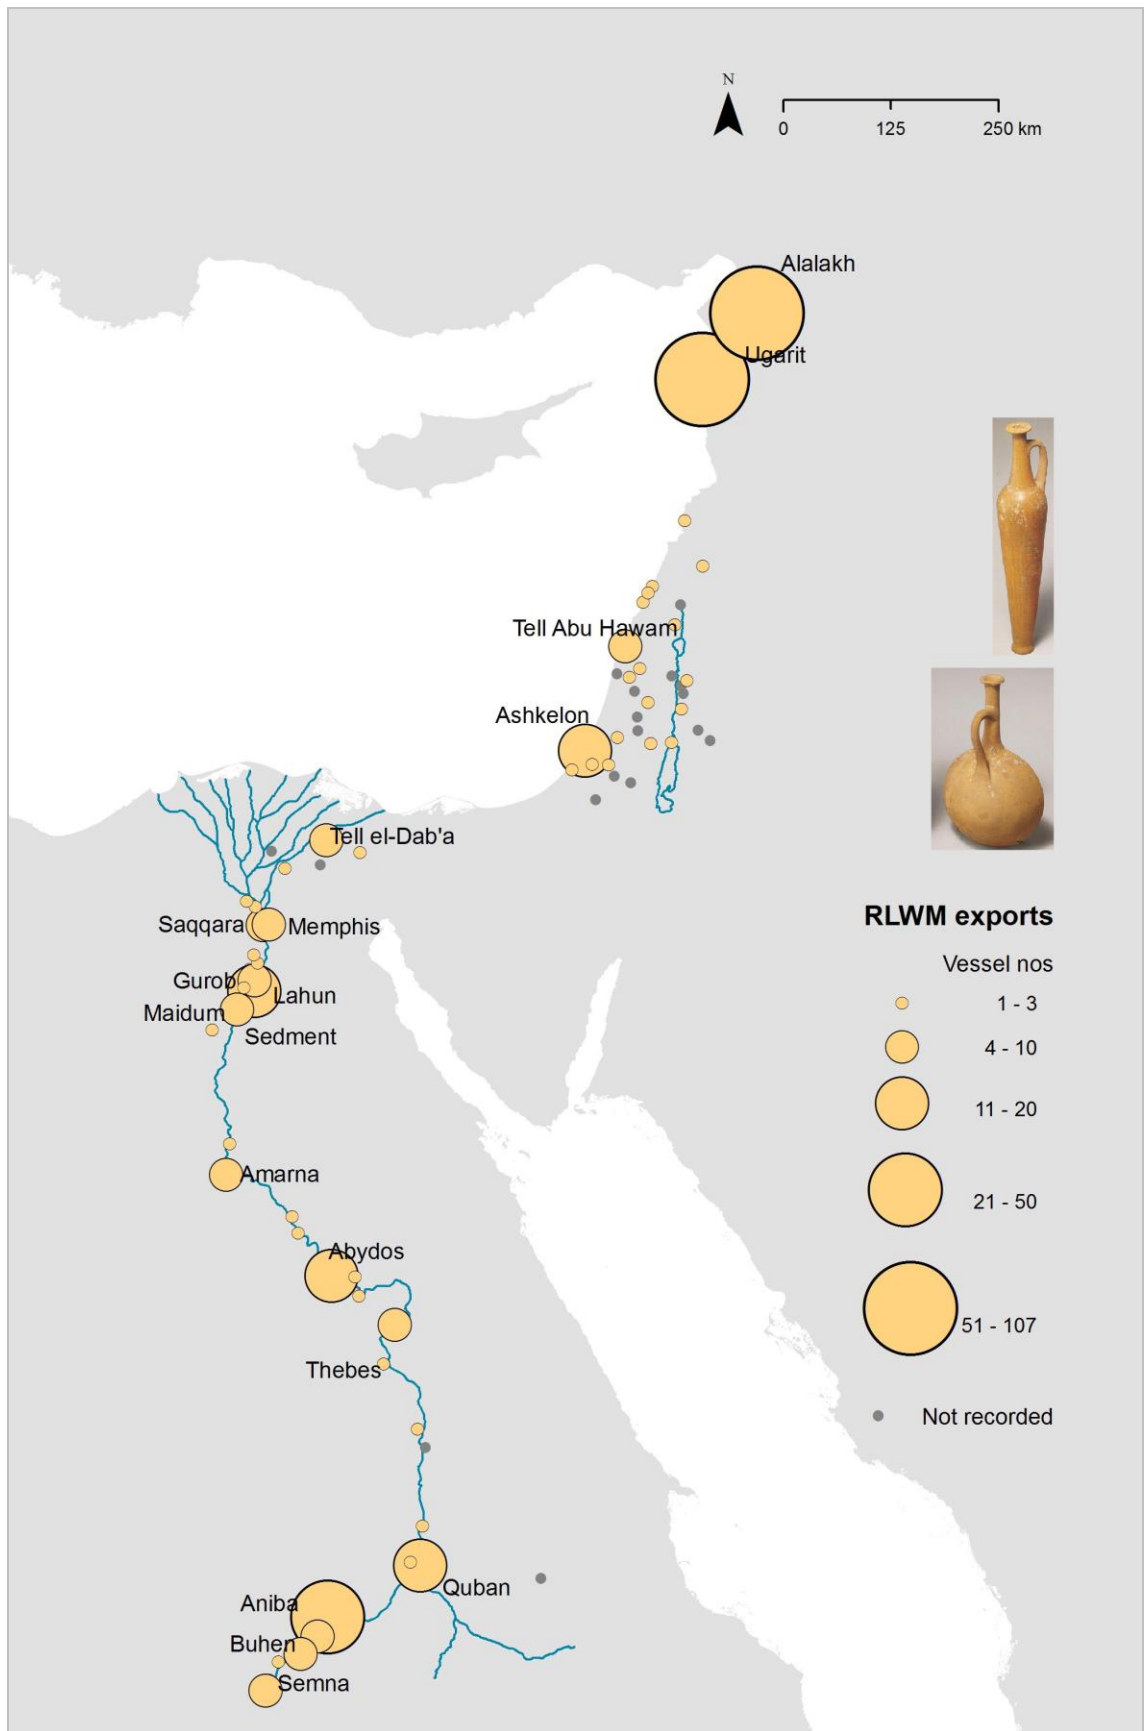 N
0 125 250 km
Alalakh
Ugarit
Tell Abu Hawam
Ashkelon
Tell el-Dab'a
Saqqara
Memphis
Gurob
Lahun
Maidum
Sedment
Amarna
Abydos
Thebes
Quban
Aniba
Buhen
Semna
RLWM exports
Vessel nos
1 - 3
4 - 10
11 - 20
21 - 50
51 - 107
Not recorded